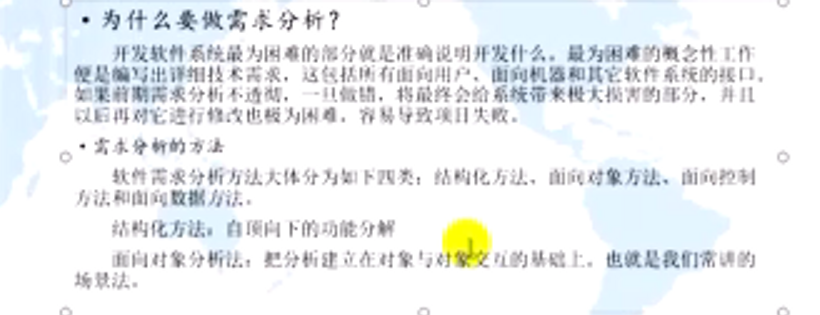 • 为什么要做需求分析？
开发软件系统最为困难的部分就是准确说明开发什么。最为困难的概念性工作
便是编写出详细技术需求，这包括所有面向用户、面向机器和其它软件系统的接口。
如果前期需求分析不透彻，一旦做错，将最终会给系统带来极大损害的部分，并且
以后再对它进行修改也极为困难，容易导致项目失败。
• 需求分析的方法
软件需求分析方法大体分为如下四类：结构化方法、面向对象方法、面向控制
方法和面向数据方法。
结构化方法：自顶向下的功能分解
面向对象分析法：把分析建立在对象与对象交互的基础上，也就是我们常讲的
场景法。